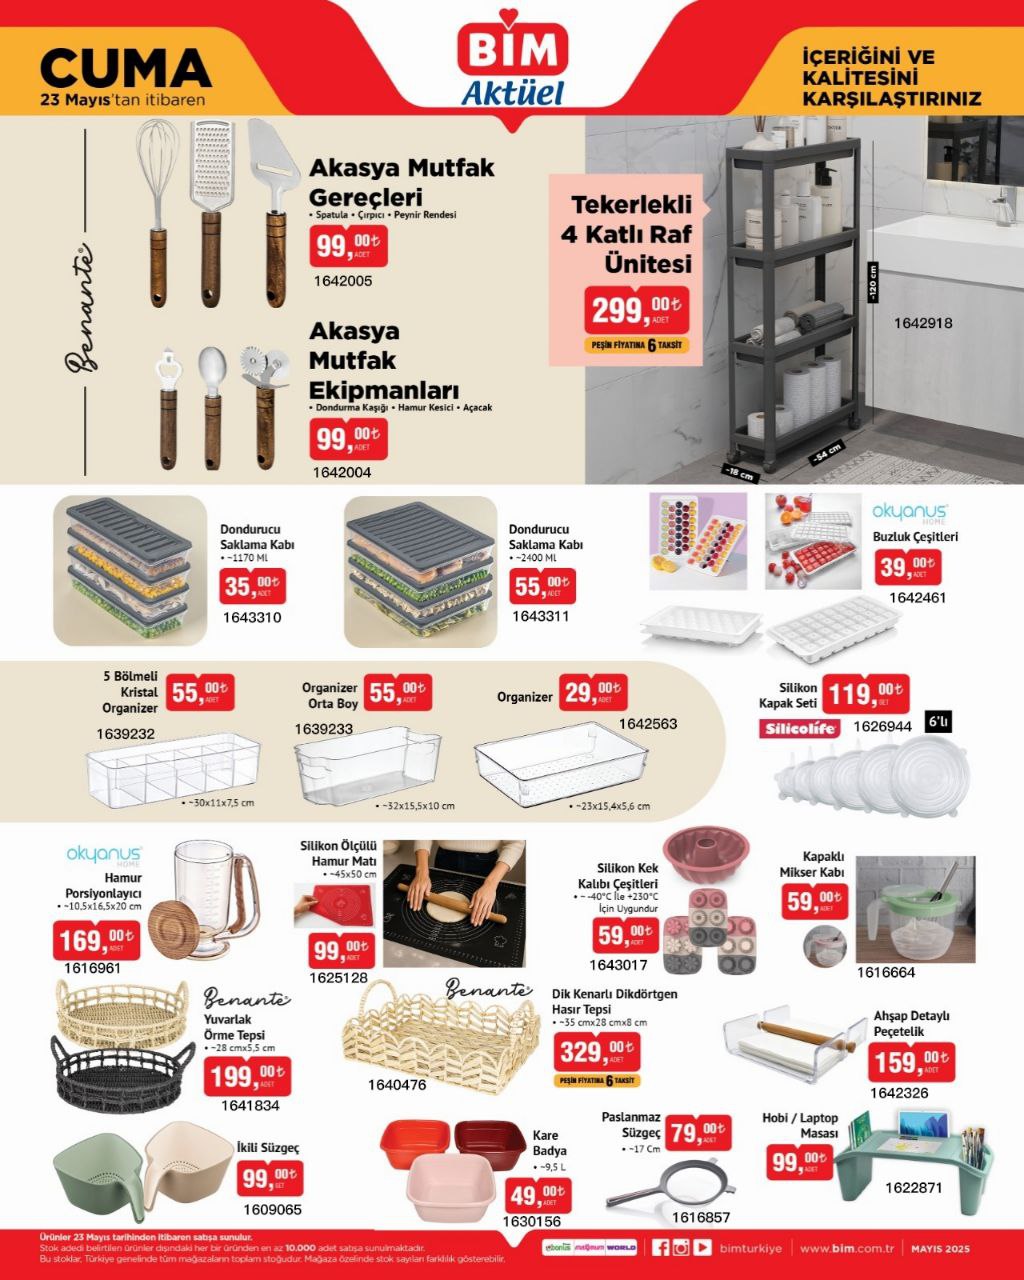 CUMA
23 Mayıs'tan itibaren
BİM
Aktüel
İÇERİĞİNİ VE
KALİTESİNİ
KARŞILAŞTIRINIZ
Benante®
Akasya Mutfak
Gereçleri
• Spatula • Çırpıcı • Peynir Rendesi
99,00₺
ADET
1642005
Akasya
Mutfak
Ekipmanları
• Dondurma Kaşığı • Hamur Kesici • Açacak
99,00₺
ADET
1642004
Tekerlekli
4 Katlı Raf
Ünitesi
299,00₺
ADET
PEŞİN FİYATINA 6 TAKSİT
~120 cm
1642918
~18 cm
~54 cm
Dondurucu
Saklama Kabı
• ~1170 Ml
35,00₺
ADET
1643310
Dondurucu
Saklama Kabı
• ~2400 Ml
55,00₺
ADET
1643311
okyanus®
HOME
Buzluk Çeşitleri
39,00₺
ADET
1642461
5 Bölmeli
Kristal
Organizer
55,00₺
ADET
1639232
• ~30x11x7,5 cm
Organizer
Orta Boy
55,00₺
ADET
1639233
• ~32x15,5x10 cm
Organizer
29,00₺
ADET
1642563
• ~23x15,4x5,6 cm
Silikon
Kapak Seti
119,00₺
SET
Silicolife®
1626944
6'lı
okyanus®
HOME
Hamur
Porsiyonlayıcı
• ~10,5x16,5x20 cm
169,00₺
ADET
1616961
Silikon Ölçülü
Hamur Matı
• ~45x50 cm
99,00₺
ADET
1625128
Silikon Kek
Kalıbı Çeşitleri
• ~ -40°C İle +230°C
İçin Uygundur
59,00₺
ADET
1643017
Kapaklı
Mikser Kabı
59,00₺
ADET
1616664
Benante®
Yuvarlak
Örme Tepsi
• ~28 cmx5,5 cm
199,00₺
ADET
1641834
Benante®
1640476
Dik Kenarlı Dikdörtgen
Hasır Tepsi
• ~35 cmx28 cmx8 cm
329,00₺
ADET
PEŞİN FİYATINA 6 TAKSİT
Ahşap Detaylı
Peçetelik
159,00₺
ADET
1642326
İkili Süzgeç
99,00₺
SET
1609065
Kare
Badya
• ~9,5 L
49,00₺
ADET
1630156
Paslanmaz
Süzgeç
• ~17 Cm
79,00₺
ADET
1616857
Hobi / Laptop
Masası
99,00₺
ADET
1622871
Ürünler 23 Mayıs tarihinden itibaren satışa sunulur.
Stok adedi belirtilen ürünler dışındaki her bir üründen en az 10.000 adet satışa sunulmaktadır.
Bu stoklar, Türkiye genelinde tüm mağazaların toplam stoğudur. Mağaza özelinde stok sayıları farklılık gösterebilir.
bonus maximum WORLD
bimturkiye
www.bim.com.tr
MAYIS 2025